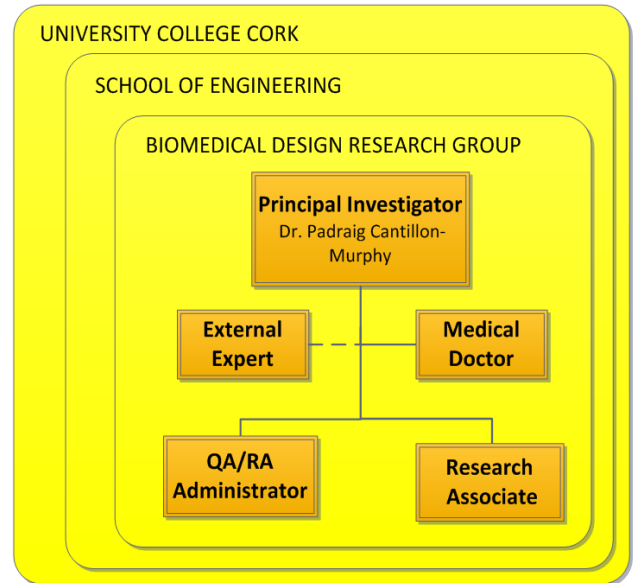 UNIVERSITY COLLEGE CORK
SCHOOL OF ENGINEERING
BIOMEDICAL DESIGN RESEARCH GROUP
Principal Investigator
Dr. Padraig Cantillon-
Murphy
External
Expert
Medical
Doctor
QA/RA
Administrator
Research
Associate